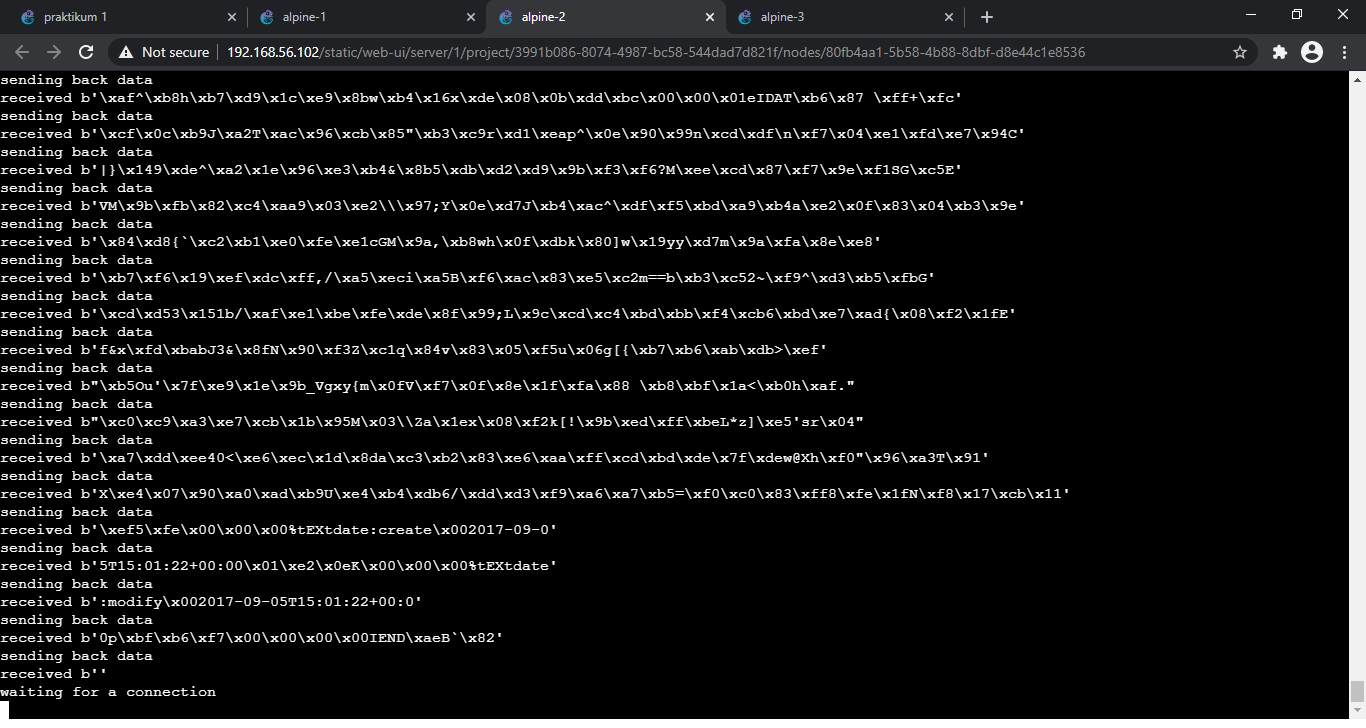 praktikum 1
alpine-1
alpine-2
alpine-3
Not secure
192.168.56.102/static/web-ui/server/1/project/3991b086-8074-4987-bc58-544dad7d821f/nodes/80fb4aa1-5b58-4b88-8dbf-d8e44c1e8536
sending back data
received b'\xaf^\xb8h\xb7\xd9\x1c\xe9\x8bw\xb4\x16x\xde\x08\x0b\xdd\xbc\x00\x00\x01eIDAT\xb6\x87 \xff+\xfc'
sending back data
received b'\xcf\x0c\xb9J\xa2T\xac\x96\xcb\x85"\xb3\xc9r\xd1\xeap^\x0e\x90\x99n\xcd\xdf\n\xf7\x04\xe1\xfd\xe7\x94C'
sending back data
received b'|}\x149\xde^\xa2\x1e\x96\xe3\xb4&\x8b5\xdb\xd2\xd9\x9b\xf3\xf6?M\xee\xcd\x87\xf7\x9e\xf1SG\xc5E'
sending back data
received b'VM\x9b\xfb\x82\xc4\xaa9\x03\xe2\\\x97;Y\x0e\xd7J\xb4\xac^\xdf\xf5\xbd\xa9\xb4a\xe2\x0f\x83\x04\xb3\x9e'
sending back data
received b'\x84\xd8{`\xc2\xb1\xe0\xfe\xe1cGM\x9a,\xb8wh\x0f\xdbk\x80]w\x19yy\xd7m\x9a\xfa\x8e\xe8'
sending back data
received b'\xb7\xf6\x19\xef\xdc\xff,/\xa5\xeci\xa5B\xf6\xac\x83\xe5\xc2m==b\xb3\xc52~\xf9^\xd3\xb5\xfbG'
sending back data
received b'\xcd\xd53\x151b/\xaf\xe1\xbe\xfe\xde\x8f\x99;L\x9c\xcd\xc4\xbd\xbb\xf4\xcb6\xbd\xe7\xad{\x08\xf2\x1fE'
sending back data
received b'f&x\xfd\xbabJ3&\x8fN\x90\xf3Z\xc1q\x84v\x83\x05\xf5u\x06g[{\xb7\xb6\xab\xdb>\xef'
sending back data
received b"\xb5Ou'\x7f\xe9\x1e\x9b_Vgxy{m\x0fV\xf7\x0f\x8e\x1f\xfa\x88 \xb8\xbf\x1a<\xb0h\xaf."
sending back data
received b"\xc0\xc9\xa3\xe7\xcb\x1b\x95M\x03\\Za\x1ex\x08\xf2k[!\x9b\xed\xff\xbeL*z]\xe5'sr\x04"
sending back data
received b'\xa7\xdd\xee40<\xe6\xec\x1d\x8da\xc3\xb2\x83\xe6\xaa\xff\xcd\xbd\xde\x7f\xdew@Xh\xf0"\x96\xa3T\x91'
sending back data
received b'X\xe4\x07\x90\xa0\xad\xb9U\xe4\xb4\xdb6/\xdd\xd3\xf9\xa6\xa7\xb5=\xf0\xc0\x83\xff8\xfe\x1fN\xf8\x17\xcb\x11'
sending back data
received b'\xef5\xfe\x00\x00\x00%tEXtdate:create\x002017-09-0'
sending back data
received b'5T15:01:22+00:00\x01\xe2\x0eK\x00\x00\x00%tEXtdate'
sending back data
received b':modify\x002017-09-05T15:01:22+00:0'
sending back data
received b'0p\xbf\xb6\xf7\x00\x00\x00\x00IEND\xaeB`\x82'
sending back data
received b''
waiting for a connection